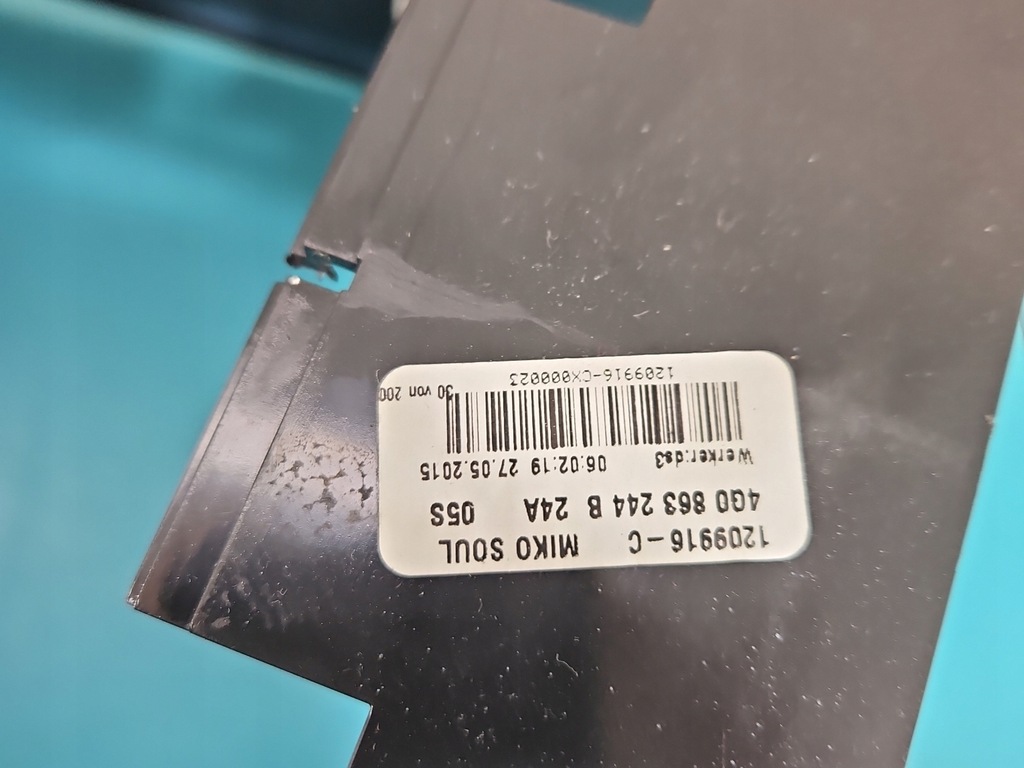 1209916-C MIKO SOUL
4G0 863 244 B 24A 05S
Werker:ds3 06:02:19 27.05.2015
30 von 200
1209916-CX000023